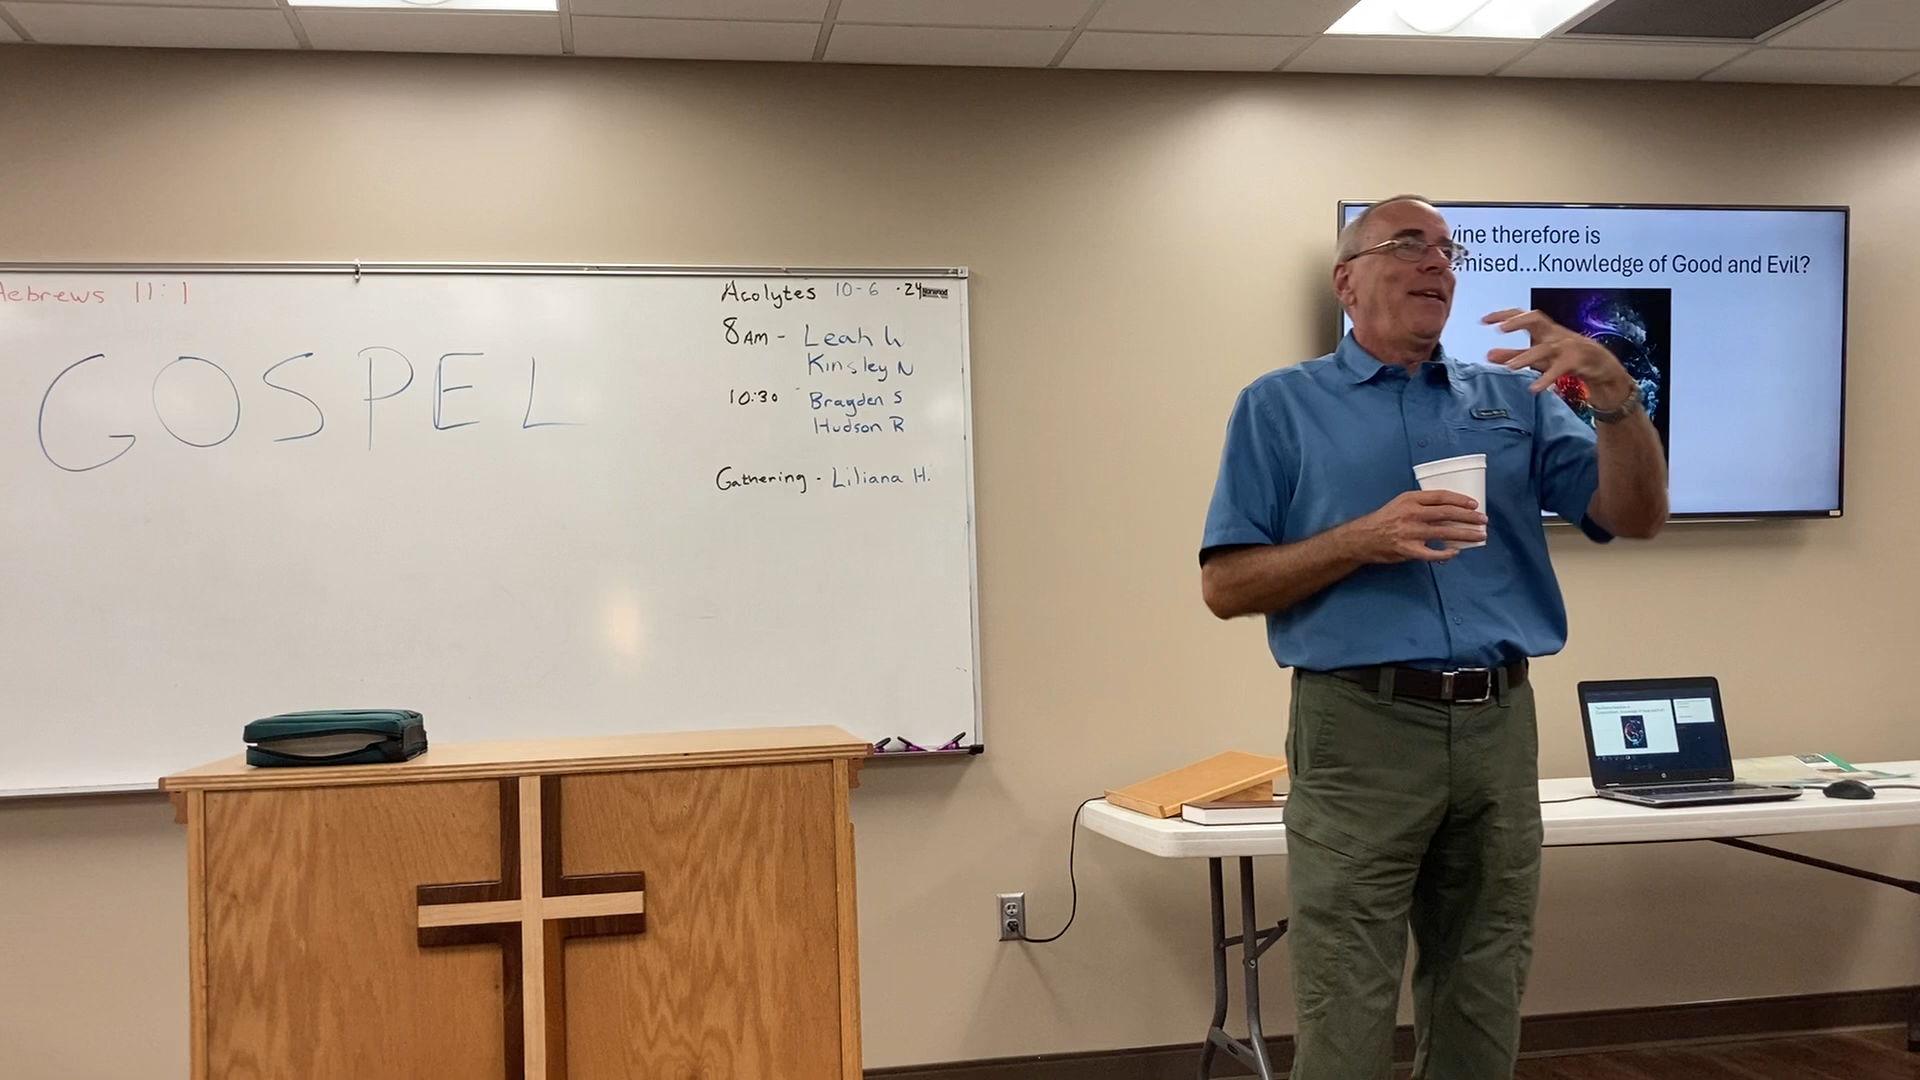 Hebrews 11:1
GOSPEL
Acolytes 10-6 -24
8AM - Leah W
Kinsley N
10:30 Brayden S
Hudson R
Gathering - Liliana H.
vine therefore is
mised...Knowledge of Good and Evil?